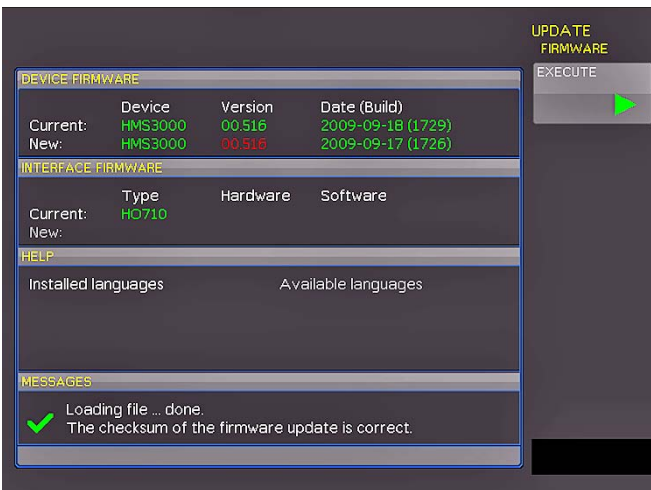 UPDATE
FIRMWARE
EXECUTE
DEVICE FIRMWARE
Device Version Date (Build)
Current: HMS3000 00.516 2009-09-18 (1729)
New: HMS3000 00.516 2009-09-17 (1726)
INTERFACE FIRMWARE
Type Hardware Software
Current: HO710
New:
HELP
Installed languages Available languages
MESSAGES
Loading file ... done.
The checksum of the firmware update is correct.